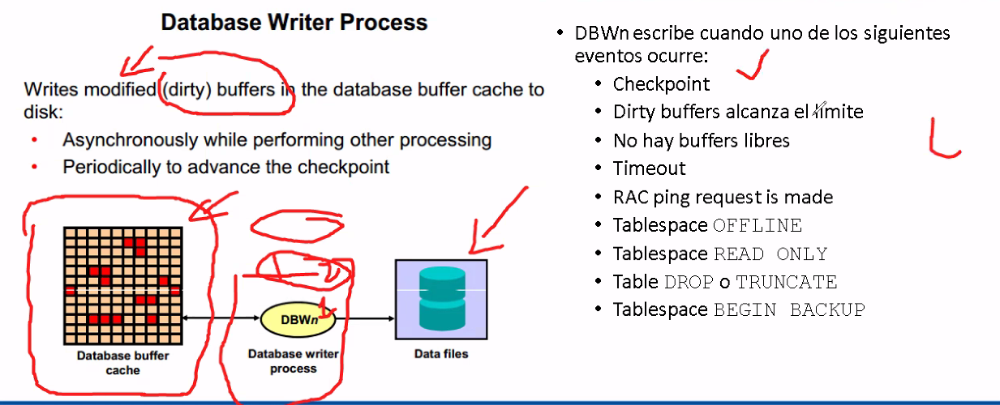 Database Writer Process
Writes modified (dirty) buffers in the database buffer cache to
disk:
• Asynchronously while performing other processing
• Periodically to advance the checkpoint
Database buffer
cache
DBWn
Database writer
process
Data files
• DBWn escribe cuando uno de los siguientes
eventos ocurre:
• Checkpoint
• Dirty buffers alcanza el límite
• No hay buffers libres
• Timeout
• RAC ping request is made
• Tablespace OFFLINE
• Tablespace READ ONLY
• Table DROP o TRUNCATE
• Tablespace BEGIN BACKUP